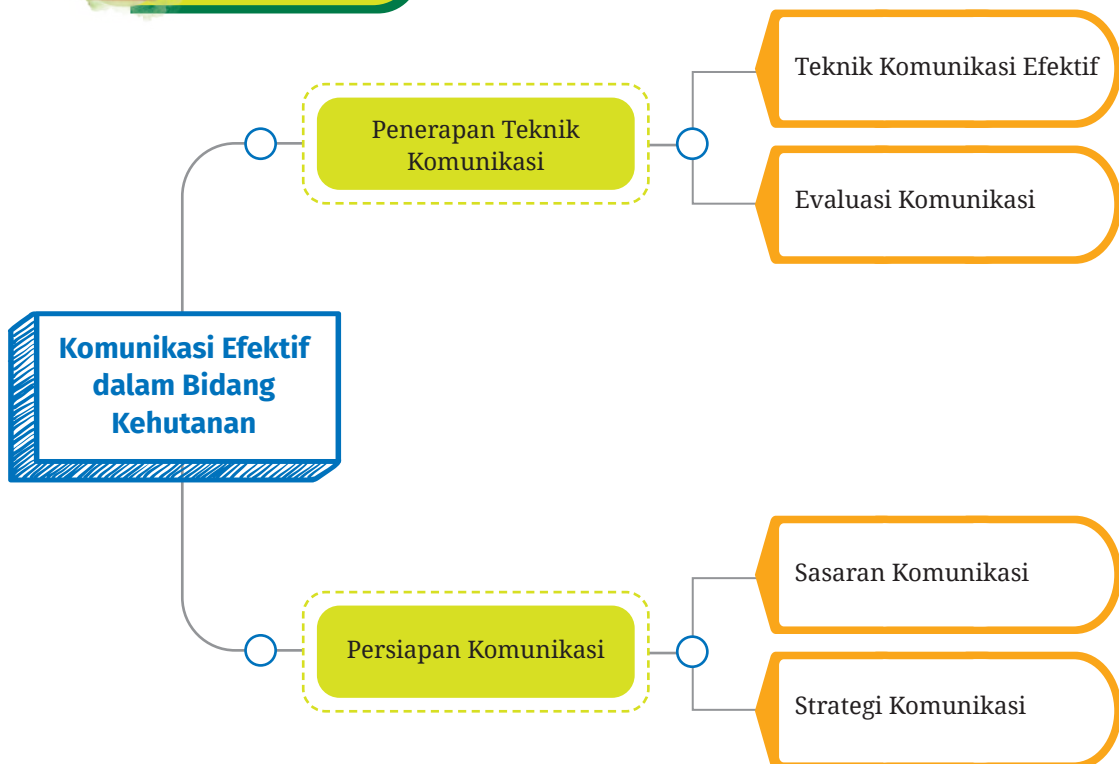 Teknik Komunikasi Efektif
Penerapan Teknik
Komunikasi
Evaluasi Komunikasi
Komunikasi Efektif
dalam Bidang
Kehutanan
Sasaran Komunikasi
Persiapan Komunikasi
Strategi Komunikasi